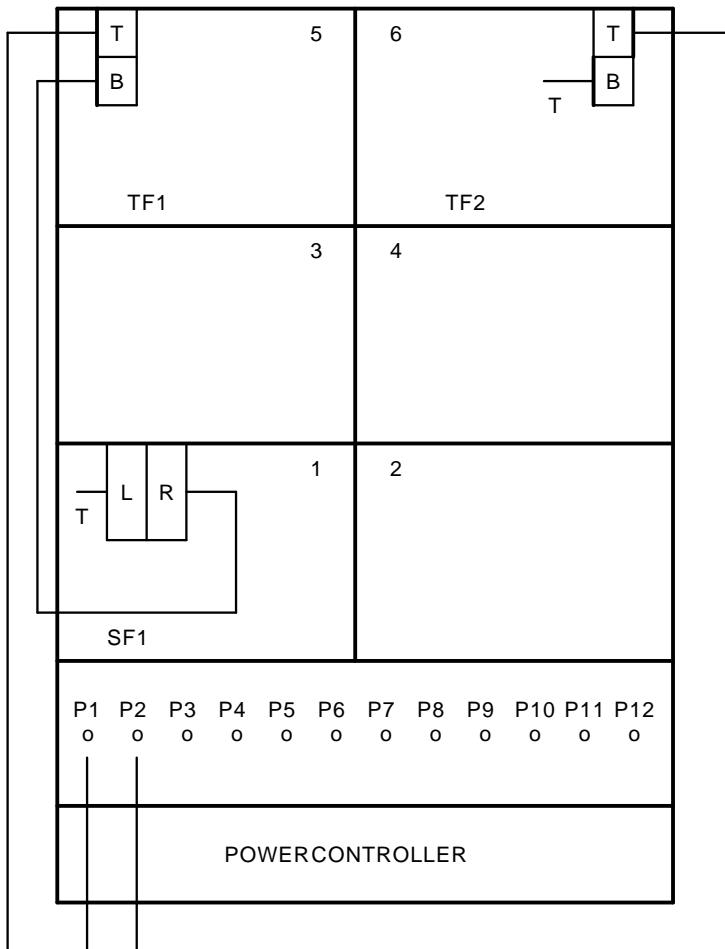 T 5 6 T
B B
T
TF1 TF2
3 4
1 2
L R
T
SF1
P1 P2 P3 P4 P5 P6 P7 P8 P9 P10 P11 P12
o o o o o o o o o o o o
POWERCONTROLLER